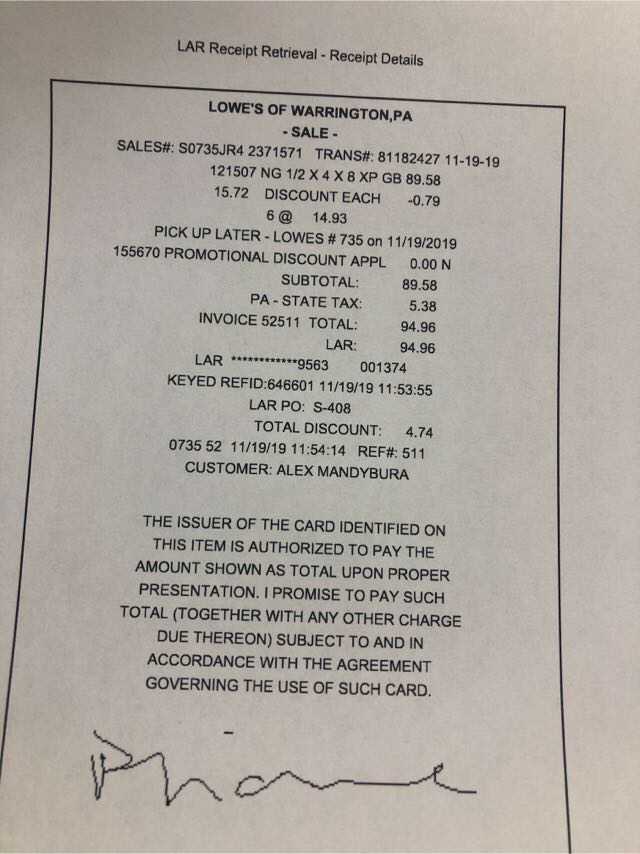 LAR Receipt Retrieval - Receipt Details
LOWE'S OF WARRINGTON,PA
- SALE -
SALES#: S0735JR4 2371571 TRANS#: 81182427 11-19-19
121507 NG 1/2 X 4 X 8 XP GB 89.58
15.72 DISCOUNT EACH -0.79
6 @ 14.93
PICK UP LATER - LOWES # 735 on 11/19/2019
155670 PROMOTIONAL DISCOUNT APPL 0.00 N
SUBTOTAL: 89.58
PA - STATE TAX: 5.38
INVOICE 52511 TOTAL: 94.96
LAR: 94.96
LAR ************9563 001374
KEYED REFID:646601 11/19/19 11:53:55
LAR PO: S-408
TOTAL DISCOUNT: 4.74
0735 52 11/19/19 11:54:14 REF#: 511
CUSTOMER: ALEX MANDYBURA
THE ISSUER OF THE CARD IDENTIFIED ON
THIS ITEM IS AUTHORIZED TO PAY THE
AMOUNT SHOWN AS TOTAL UPON PROPER
PRESENTATION. I PROMISE TO PAY SUCH
TOTAL (TOGETHER WITH ANY OTHER CHARGE
DUE THEREON) SUBJECT TO AND IN
ACCORDANCE WITH THE AGREEMENT
GOVERNING THE USE OF SUCH CARD.